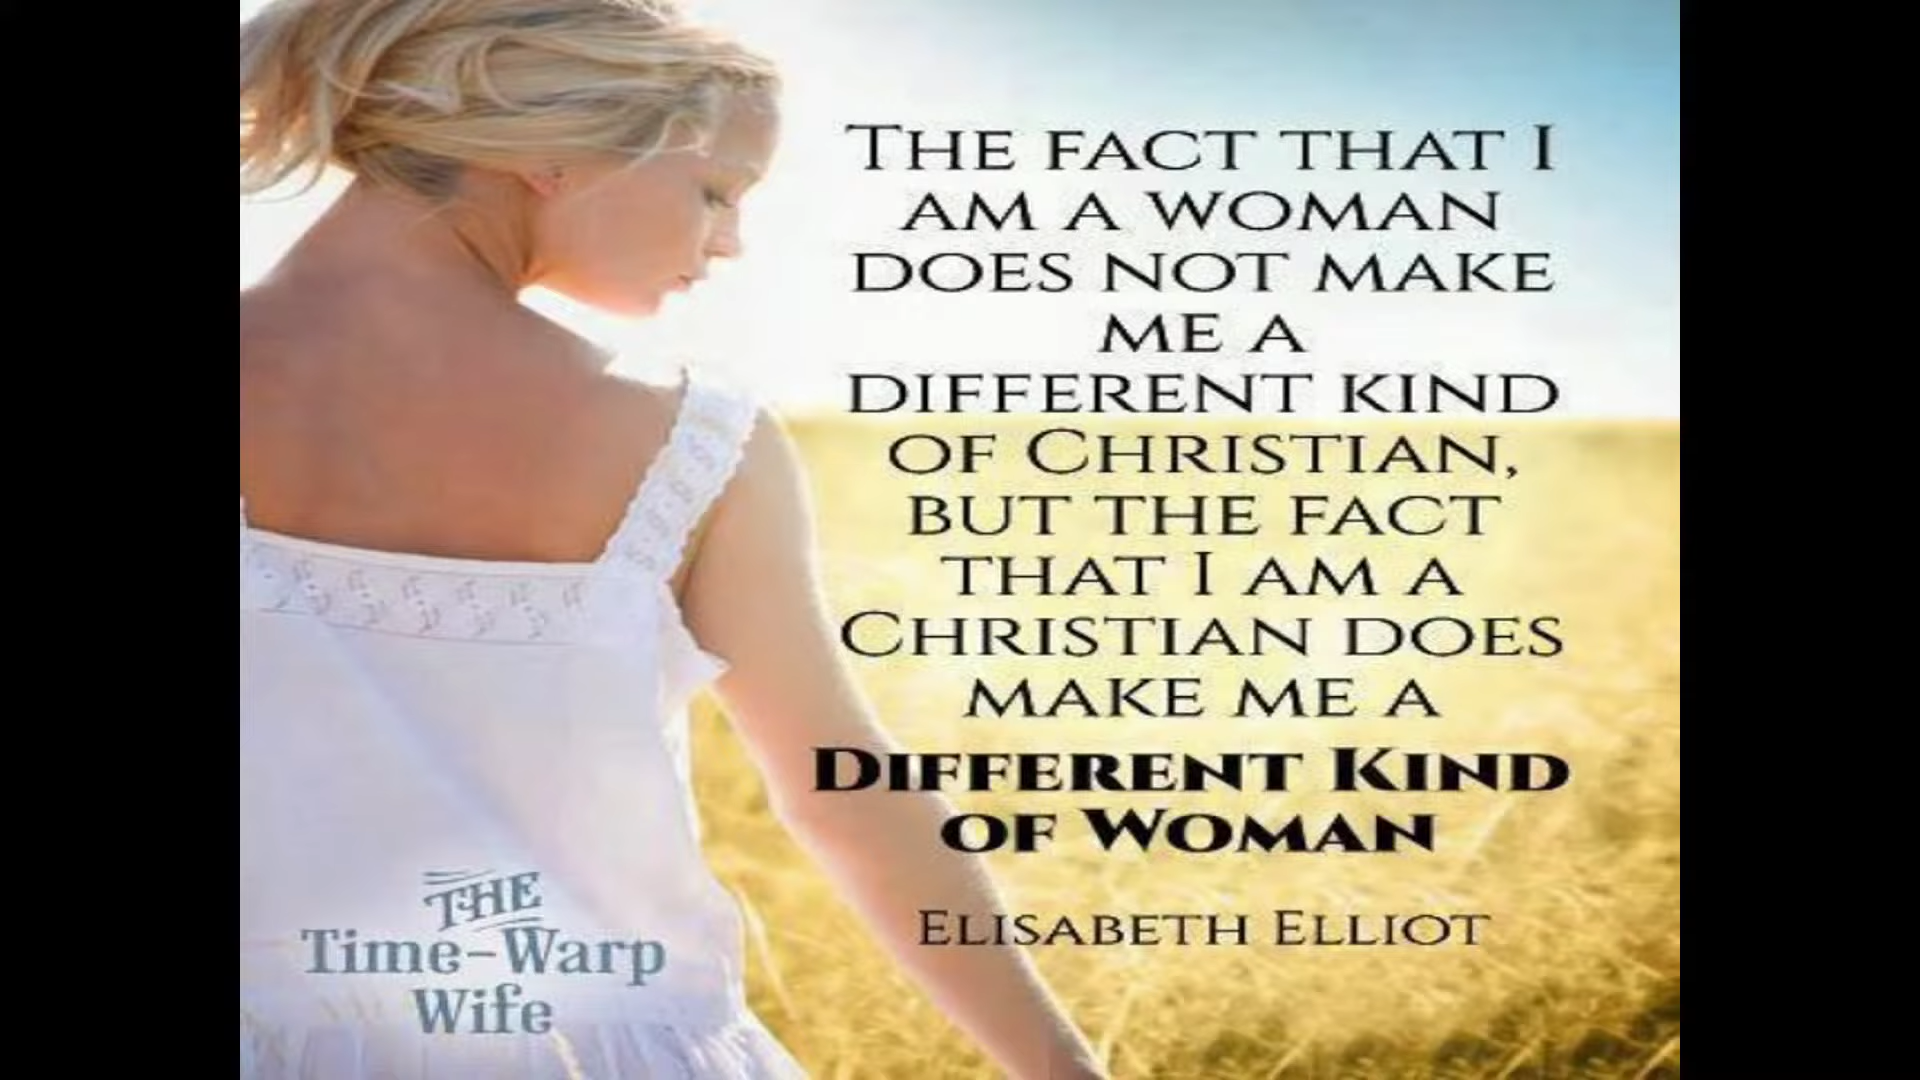 The fact that I
am a woman
does not make
me a
different kind
of Christian,
but the fact
that I am a
Christian does
make me a
Different Kind
of Woman
Elisabeth Elliot
THE
Time-Warp
Wife